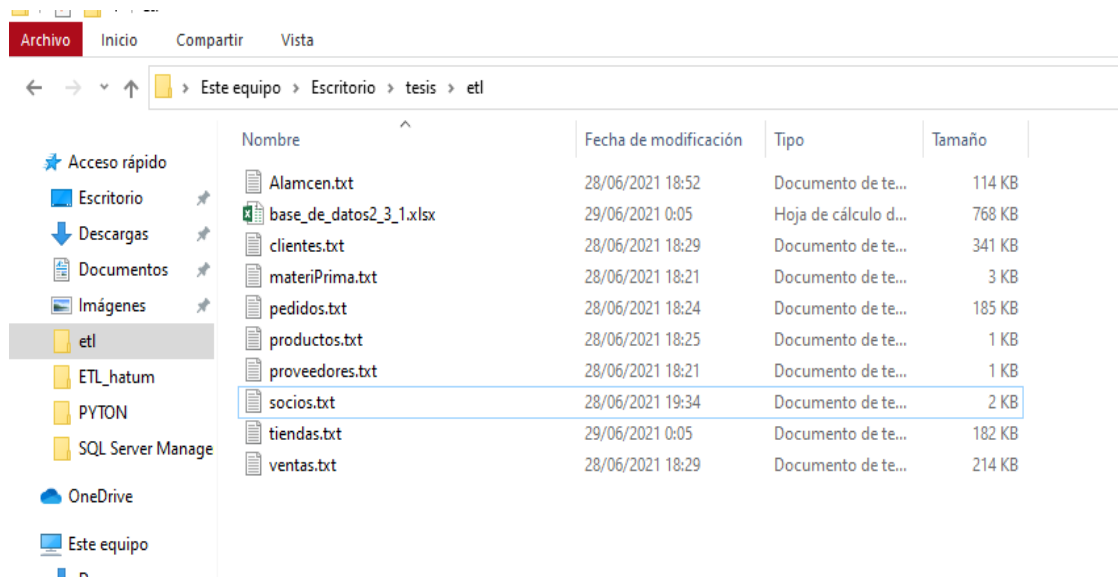 Archivo Inicio Compartir Vista
Este equipo > Escritorio > tesis > etl
Nombre Fecha de modificación Tipo Tamaño
Acceso rápido
Escritorio
Descargas
Documentos
Imágenes
etl
ETL_hatum
PYTON
SQL Server Manage
OneDrive
Este equipo
Alamcen.txt 28/06/2021 18:52 Documento de te... 114 KB
base_de_datos2_3_1.xlsx 29/06/2021 0:05 Hoja de cálculo d... 768 KB
clientes.txt 28/06/2021 18:29 Documento de te... 341 KB
materiPrima.txt 28/06/2021 18:21 Documento de te... 3 KB
pedidos.txt 28/06/2021 18:24 Documento de te... 185 KB
productos.txt 28/06/2021 18:25 Documento de te... 1 KB
proveedores.txt 28/06/2021 18:21 Documento de te... 1 KB
socios.txt 28/06/2021 19:34 Documento de te... 2 KB
tiendas.txt 29/06/2021 0:05 Documento de te... 182 KB
ventas.txt 28/06/2021 18:29 Documento de te... 214 KB